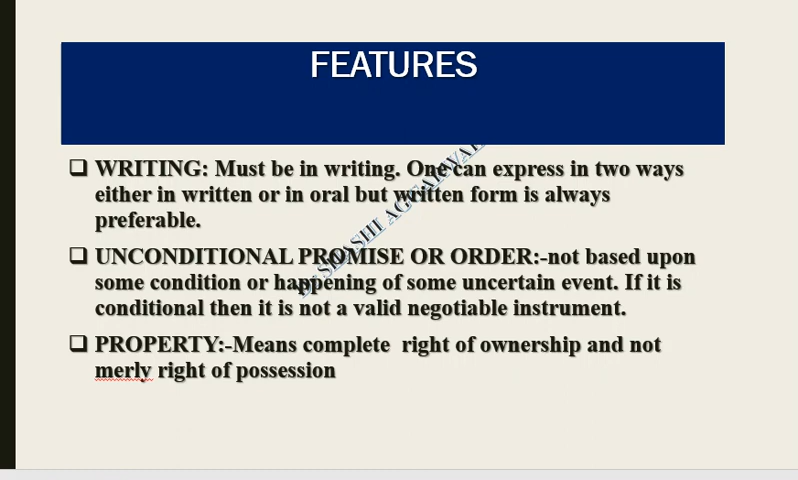 FEATURES
❑ WRITING: Must be in writing. One can express in two ways
either in written or in oral but written form is always
preferable.
❑ UNCONDITIONAL PROMISE OR ORDER:-not based upon
some condition or happening of some uncertain event. If it is
conditional then it is not a valid negotiable instrument.
❑ PROPERTY:-Means complete right of ownership and not
merly right of possession